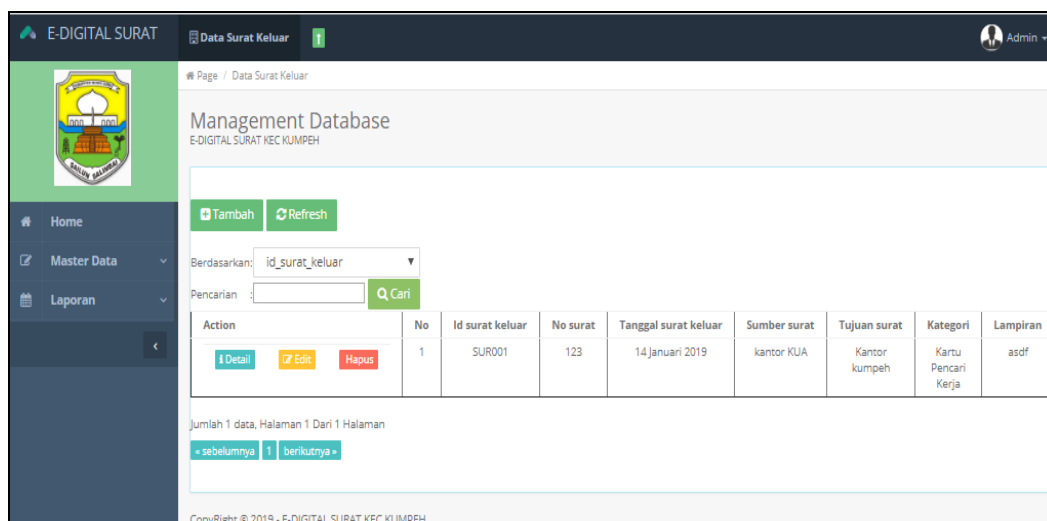 E-DIGITAL SURAT
Data Surat Keluar
Admin
Page / Data Surat Keluar
Management Database
E-DIGITAL SURAT KEC KUMPEH
SAILUN SALIMBAI
Home
Master Data
Laporan
Tambah Refresh
Berdasarkan: id_surat_keluar
Pencarian : Cari
Action No Id surat keluar No surat Tanggal surat keluar Sumber surat Tujuan surat Kategori Lampiran
Detail Edit Hapus 1 SUR001 123 14 Januari 2019 kantor KUA Kantor kumpeh Kartu Pencari Kerja asdf
Jumlah 1 data, Halaman 1 Dari 1 Halaman
« sebelumnya 1 berikutnya »
CopyRight © 2019 - E-DIGITAL SURAT KEC KUMPEH